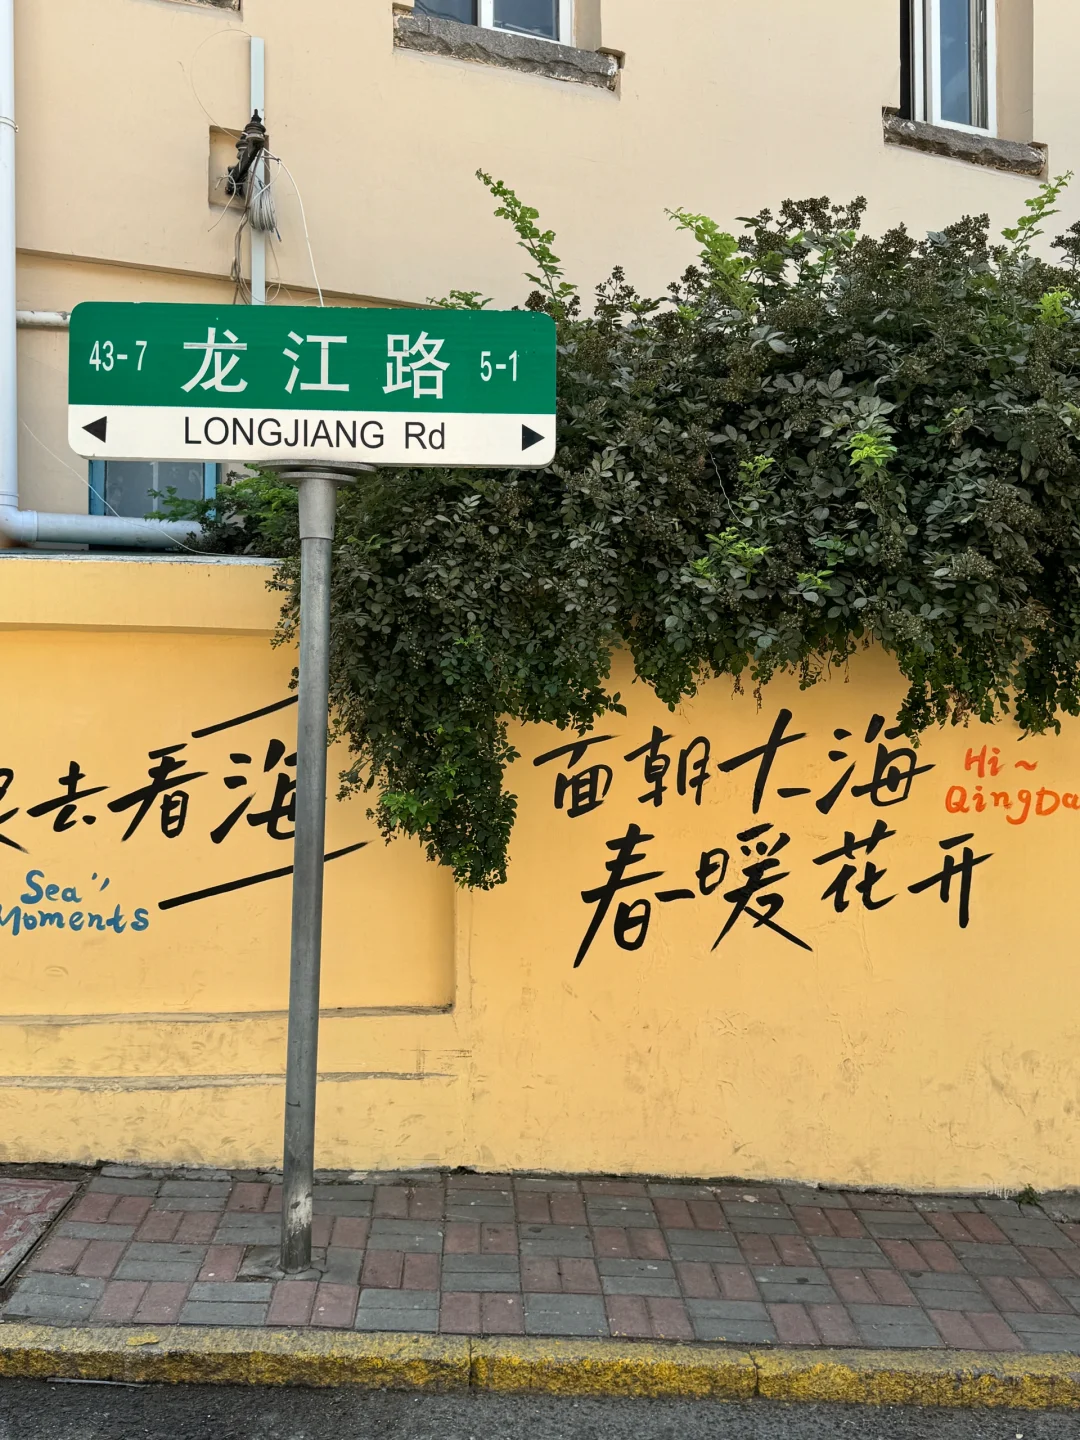 43-7 龙江路 5-1
LONGJIANG Rd
去看海
Sea
Moments
面朝大海
春暖花开
Hi~
QingDa